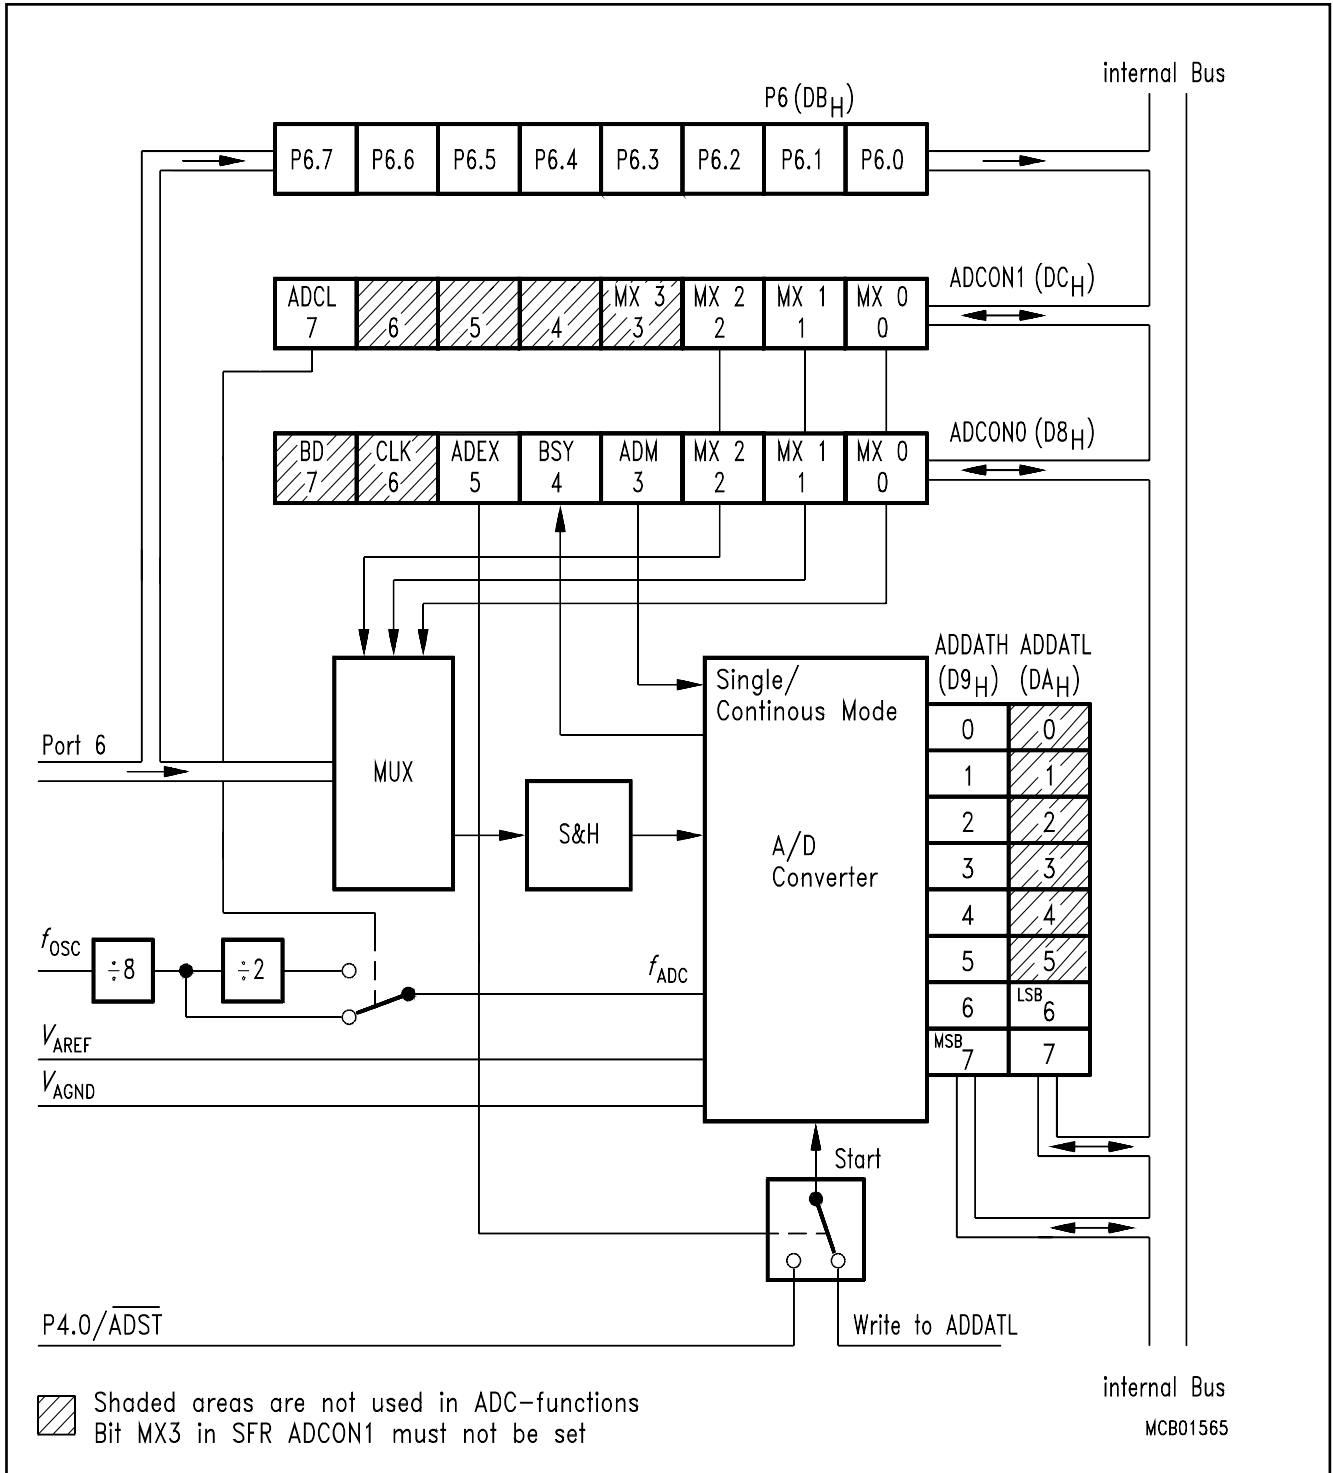 internal Bus
P6 (DBH)
P6.7 P6.6 P6.5 P6.4 P6.3 P6.2 P6.1 P6.0
ADCON1 (DCH)
ADCL MX 3 MX 2 MX 1 MX 0
7 6 5 4 3 2 1 0
ADCON0 (D8H)
BD CLK ADEX BSY ADM MX 2 MX 1 MX 0
7 6 5 4 3 2 1 0
ADDATH ADDATL
(D9H) (DAH)
Single/
Continous Mode
0 0
1 1
2 2
3 3
4 4
5 5
6 LSB 6
MSB 7 7
Port 6
MUX
S&H
A/D
Converter
fOSC
÷8
÷2
fADC
VAREF
VAGND
Start
P4.0/ADST
Write to ADDATL
internal Bus
Shaded areas are not used in ADC-functions
Bit MX3 in SFR ADCON1 must not be set
MCB01565